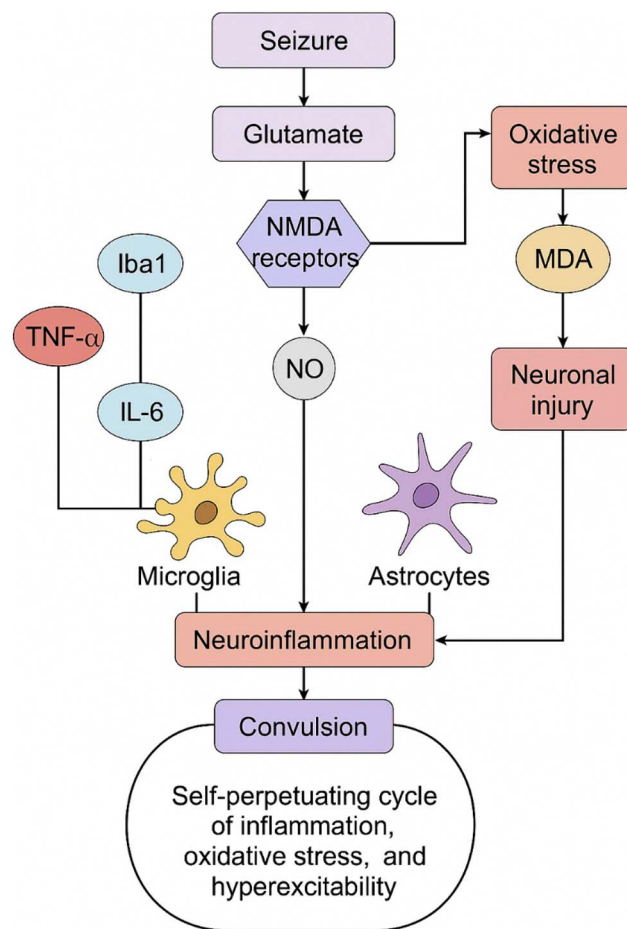 Seizure
Glutamate
Oxidative
stress
NMDA
receptors
MDA
Iba1
TNF-α
NO
Neuronal
injury
IL-6
Microglia
Astrocytes
Neuroinflammation
Convulsion
Self-perpetuating cycle
of inflammation,
oxidative stress, and
hyperexcitability